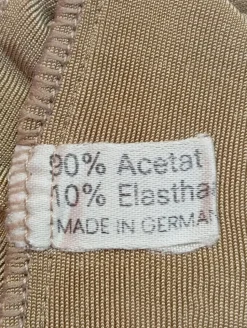 90% Acetat
10% Elastha
MADE IN GERMAN